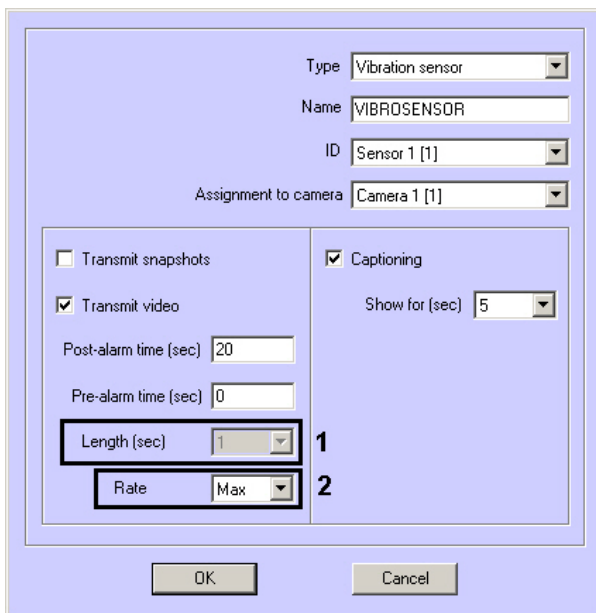 Type Vibration sensor
Name VIBROSENSOR
ID Sensor 1 [1]
Assignment to camera Camera 1 [1]
Transmit snapshots
Transmit video
Post-alarm time (sec) 20
Pre-alarm time (sec) 0
Length (sec) 1 1
Rate Max 2
Captioning
Show for (sec) 5
OK Cancel